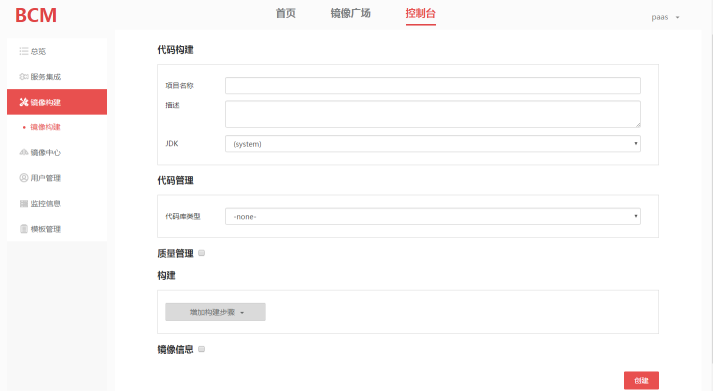 BCM
首页 镜像广场 控制台
paas
总览
服务集成
镜像构建
镜像构建
镜像中心
用户管理
监控信息
模板管理
代码构建
项目名称
描述
JDK (system)
代码管理
代码库类型 -none-
质量管理
构建
增加构建步骤
镜像信息
创建